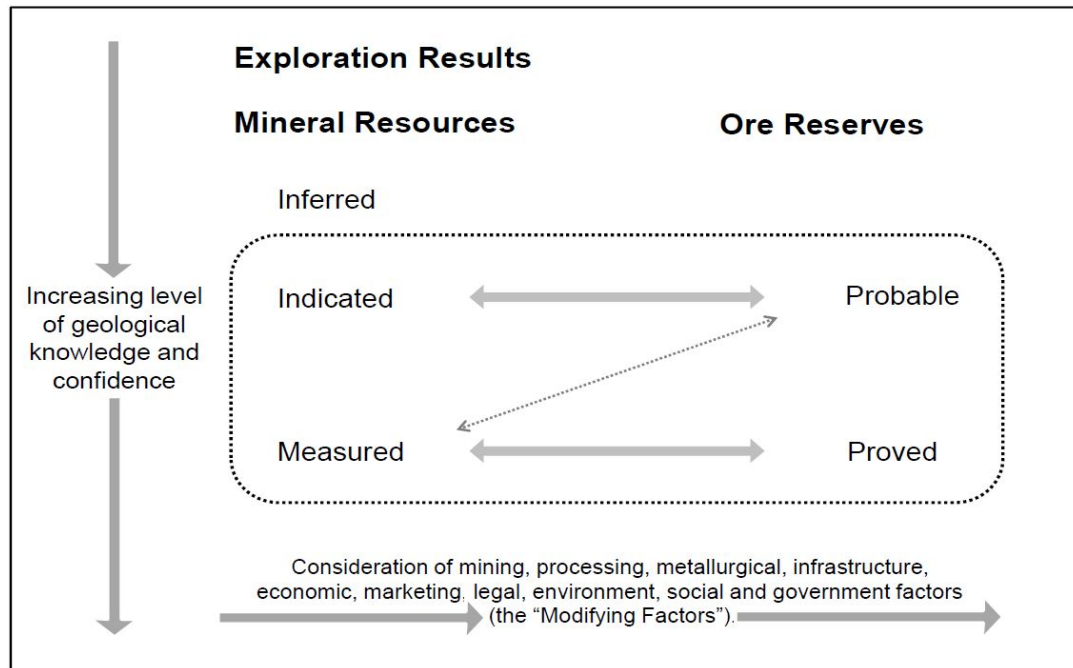 Exploration Results
Mineral Resources
Ore Reserves
Inferred
Increasing level
of geological
knowledge and
confidence
Indicated
Probable
Measured
Proved
Consideration of mining, processing, metallurgical, infrastructure,
economic, marketing, legal, environment, social and government factors
(the “Modifying Factors”).